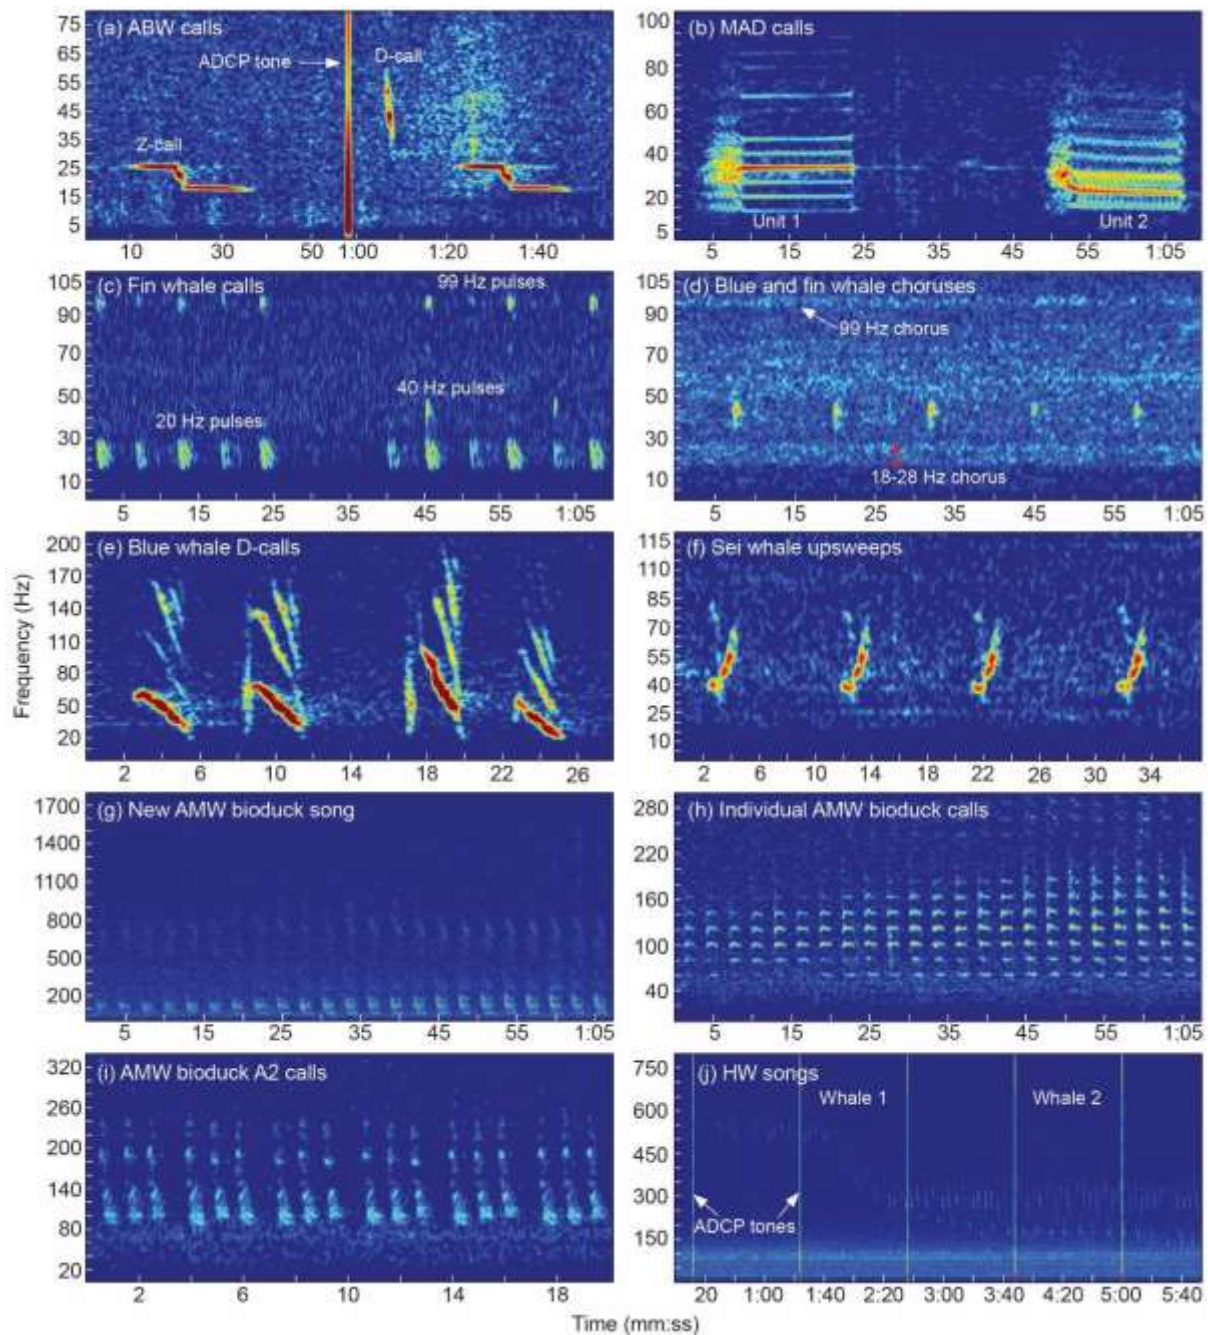 (a) ABW calls
ADCP tone
D-call
Z-call
75
65
55
45
35
25
15
5
10 30 50 1:00 1:20 1:40
(b) MAD calls
100
80
60
40
20
5
Unit 1
Unit 2
5 15 25 35 45 55 1:05
(c) Fin whale calls
99 Hz pulses
40 Hz pulses
20 Hz pulses
105
90
70
50
30
10
5 15 25 35 45 55 1:05
(d) Blue and fin whale choruses
99 Hz chorus
18-28 Hz chorus
105
90
70
50
30
10
5 15 25 35 45 55 1:05
Frequency (Hz)
(e) Blue whale D-calls
200
170
140
110
80
50
20
2 6 10 14 18 22 26
(f) Sei whale upsweeps
115
100
85
70
55
40
25
10
2 6 10 14 18 22 26 30 34
(g) New AMW bioduck song
1700
1400
1100
800
500
200
5 15 25 35 45 55 1:05
(h) Individual AMW bioduck calls
280
220
160
100
40
5 15 25 35 45 55 1:05
(i) AMW bioduck A2 calls
320
260
200
140
80
20
2 6 10 14 18
(j) HW songs
Whale 1
Whale 2
ADCP tones
750
600
450
300
150
20 1:00 1:40 2:20 3:00 3:40 4:20 5:00 5:40
Time (mm:ss)